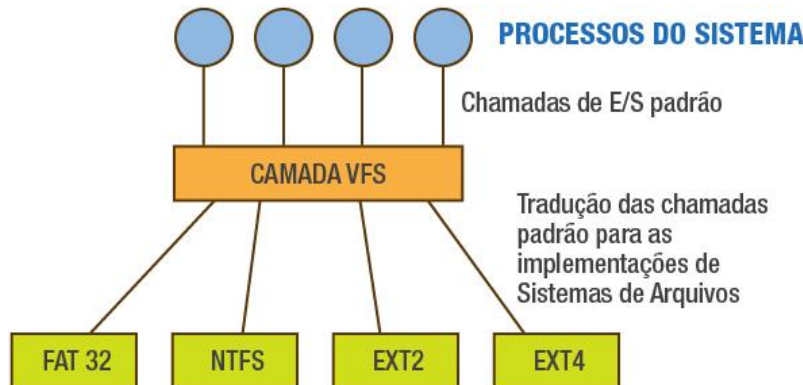 PROCESSOS DO SISTEMA
Chamadas de E/S padrão
CAMADA VFS
Tradução das chamadas
padrão para as
implementações de
Sistemas de Arquivos
FAT 32
NTFS
EXT2
EXT4